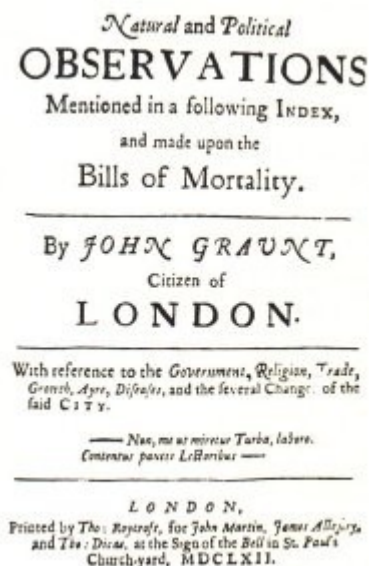 Natural and Political
OBSERVATIONS
Mentioned in a following INDEX,
and made upon the
Bills of Mortality.
By JOHN GRAUNT,
Citizen of
LONDON.
With reference to the Government, Religion, Trade,
Growth, Ayre, Diseases, and the several Changes of the
said CITY.
—— Non, me ut miretur Turba, laboro.
Contentus paucis Lectoribus ——
LONDON,
Printed by Tho: Roycroft, for John Martin, James Allestry,
and Tho: Dicas, at the Sign of the Bell in St. Paul's
Church-yard, MDCLXII.